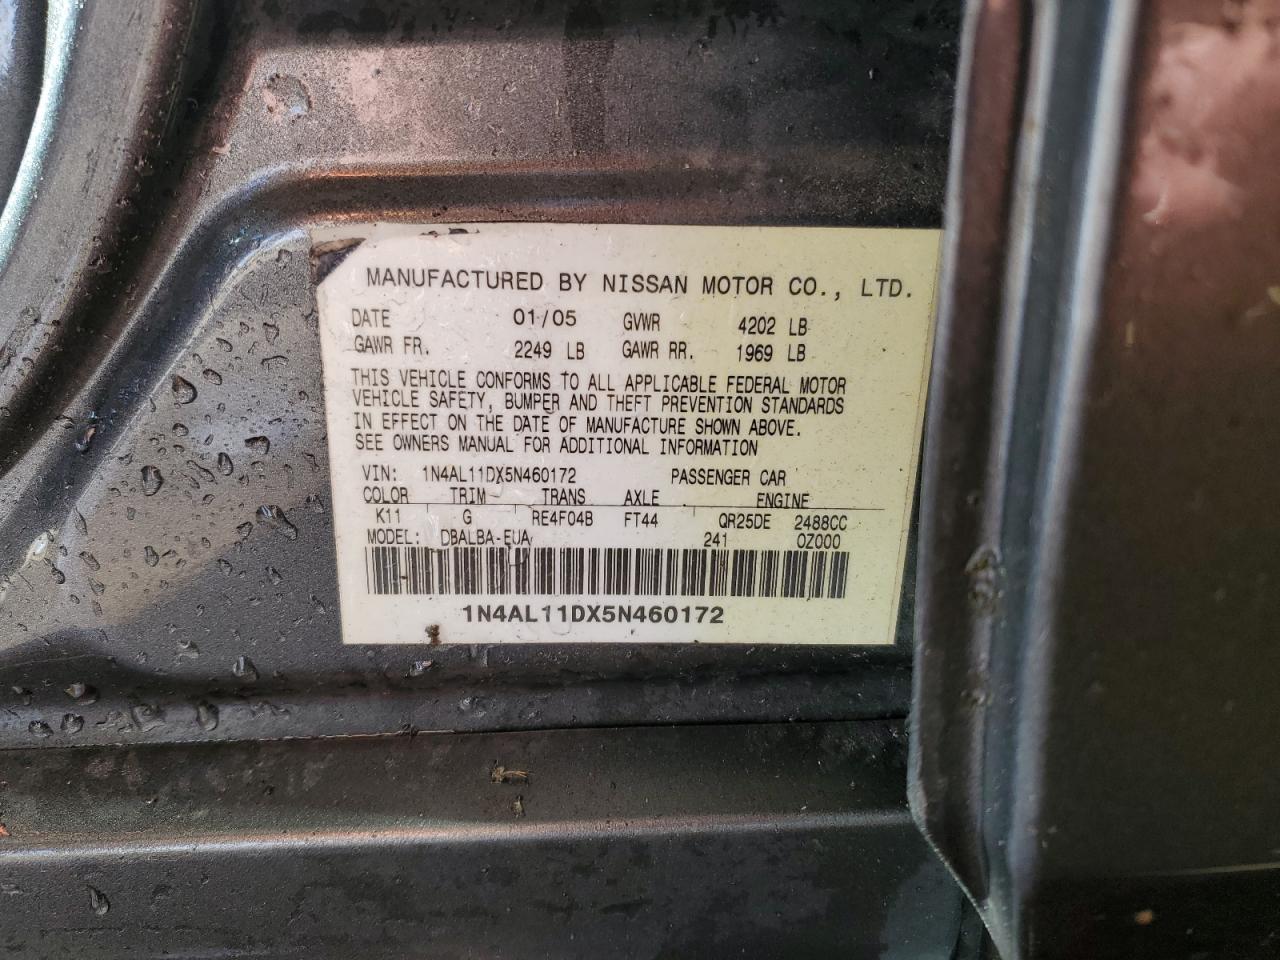 MANUFACTURED BY NISSAN MOTOR CO., LTD.
DATE 01/05 GVWR 4202 LB
GAWR FR. 2249 LB GAWR RR. 1969 LB
THIS VEHICLE CONFORMS TO ALL APPLICABLE FEDERAL MOTOR
VEHICLE SAFETY, BUMPER AND THEFT PREVENTION STANDARDS
IN EFFECT ON THE DATE OF MANUFACTURE SHOWN ABOVE.
SEE OWNERS MANUAL FOR ADDITIONAL INFORMATION
VIN: 1N4AL11DX5N460172 PASSENGER CAR
COLOR TRIM TRANS AXLE ENGINE
K11 G RE4F04B FT44 QR25DE 2488CC
MODEL: DBALBA-EUA 241 0Z000
1N4AL11DX5N460172